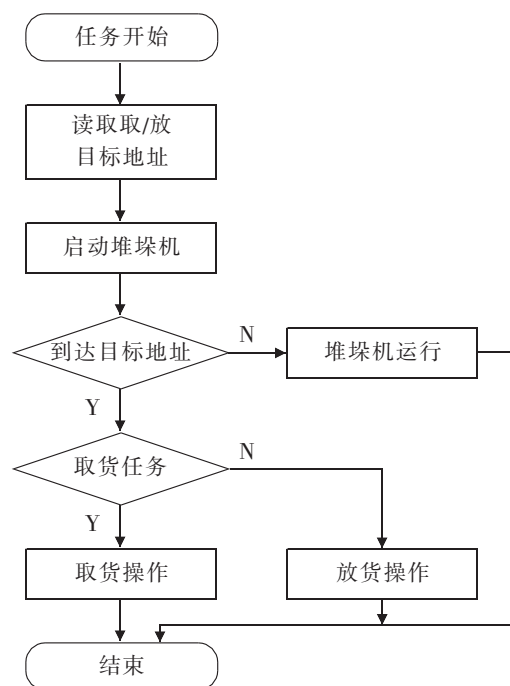 任务开始
读取取/放
目标地址
启动堆垛机
到达目标地址
N
堆垛机运行
Y
取货任务
N
Y
取货操作
放货操作
结束